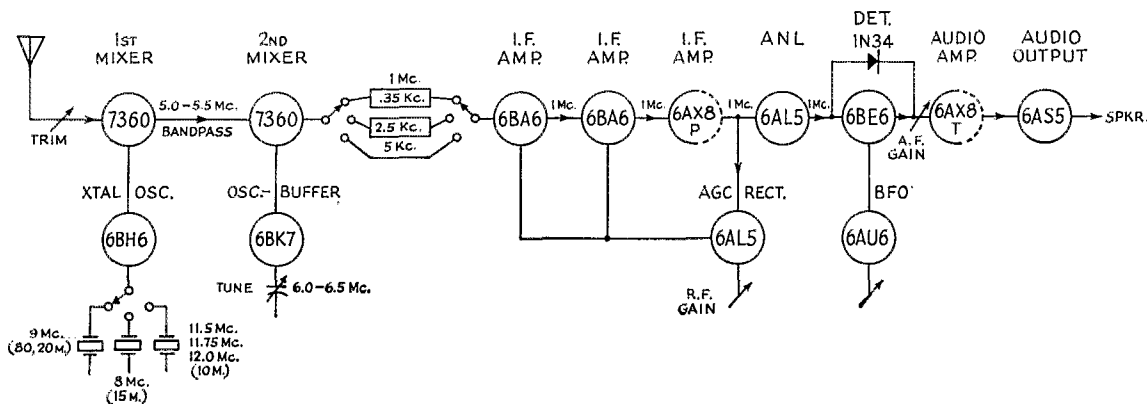 1ST MIXER
2ND MIXER
I.F. AMP.
I.F. AMP.
I.F. AMP.
ANL
DET. 1N34
AUDIO AMP.
AUDIO OUTPUT
TRIM
7360
5.0-5.5 Mc.
BANDPASS
7360
1 Mc.
.35 Kc.
2.5 Kc.
5 Kc.
6BA6
1Mc.
6BA6
1Mc.
6AX8 P
1Mc.
6AL5
1Mc.
6BE6
A.F. GAIN
6AX8 T
6AS5
SPKR.
XTAL OSC.
OSC.- BUFFER
AGC RECT.
BFO
6BH6
6BK7
6AL5
6AU6
TUNE
6.0-6.5 Mc.
R.F. GAIN
9 Mc.
(80, 20 M.)
8 Mc.
(15 M.)
11.5 Mc.
11.75 Mc.
12.0 Mc.
(10 M.)